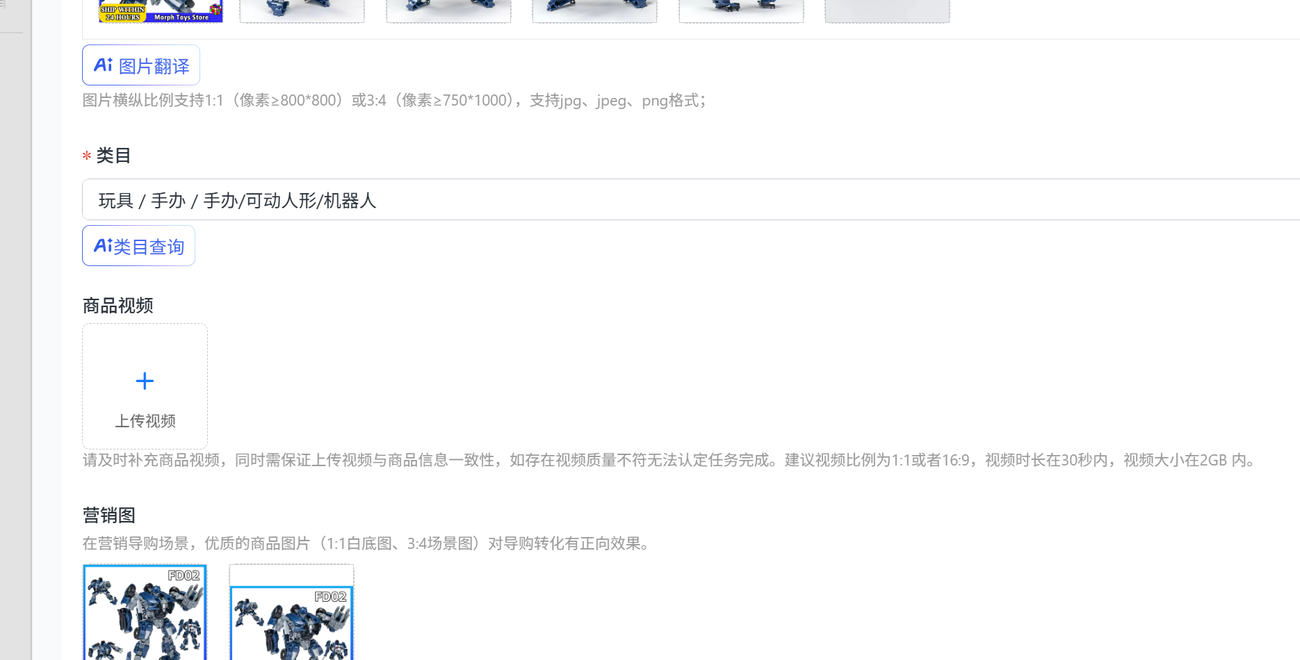 SHIP WITHIN
24 HOURS
Morph Toys Store
Ai 图片翻译
图片横纵比例支持1:1（像素≥800*800）或3:4（像素≥750*1000），支持jpg、jpeg、png格式；
* 类目
玩具 / 手办 / 手办/可动人形/机器人
Ai类目查询
商品视频
上传视频
请及时补充商品视频，同时需保证上传视频与商品信息一致性，如存在视频质量不符无法认定任务完成。建议视频比例为1:1或者16:9，视频时长在30秒内，视频大小在2GB 内。
营销图
在营销导购场景，优质的商品图片（1:1白底图、3:4场景图）对导购转化有正向效果。
FD02
FD02